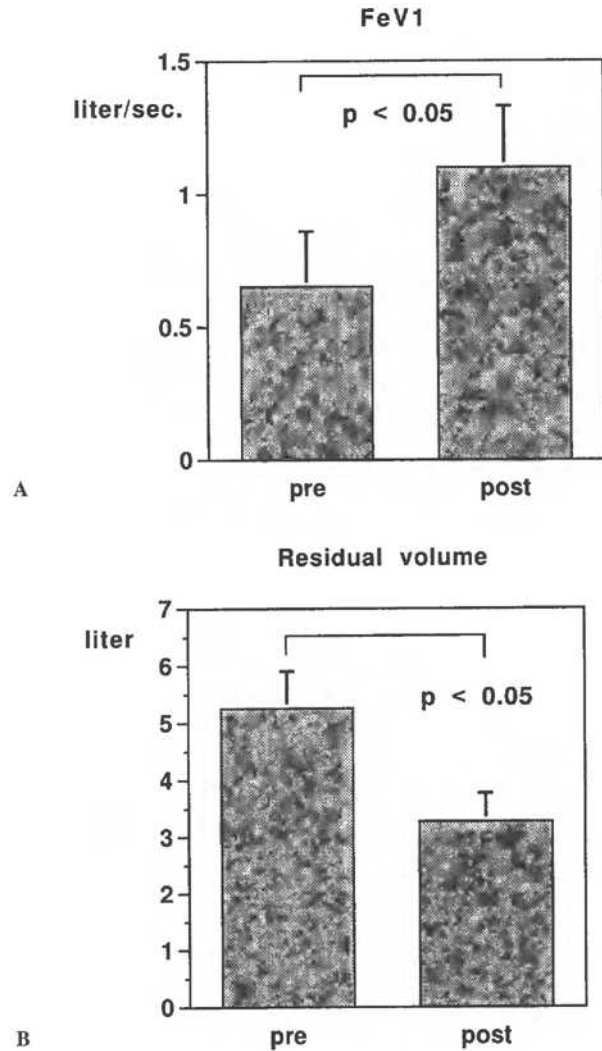 FeV1
1.5
liter/sec.
p < 0.05
1
0.5
0
A
pre post
Residual volume
7
liter
6
p < 0.05
5
4
3
2
1
0
B
pre post